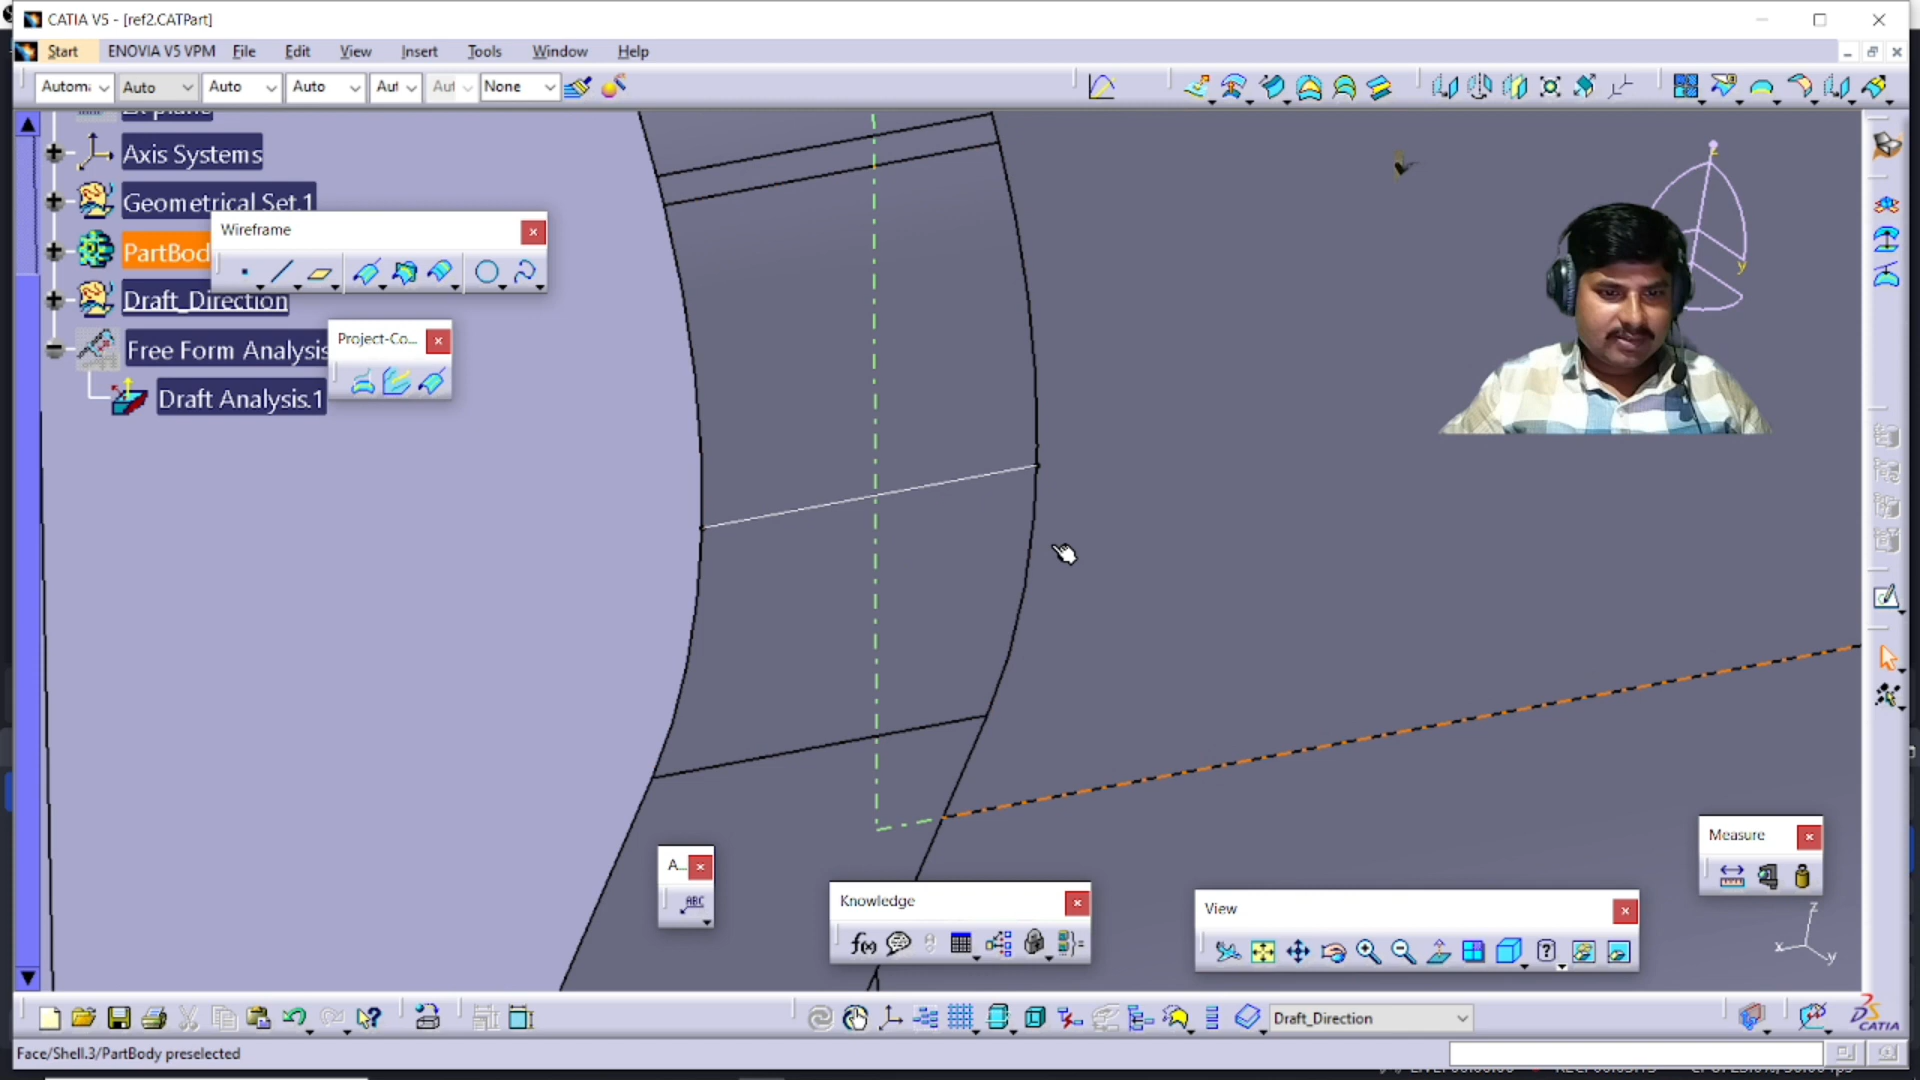 CATIA V5 - [ref2.CATPart]
Start ENOVIA V5 VPM File Edit View Insert Tools Window Help
Autom Auto Auto Auto Aut Aut None
Axis Systems
Geometrical Set.1
Wireframe
PartBod
Draft_Direction
Project-Co...
Free Form Analysis
Draft Analysis.1
z
y
Measure
A...
ABC
Knowledge
f(x)
View
z
x
y
Draft_Direction
CATIA
Face/Shell.3/PartBody preselected